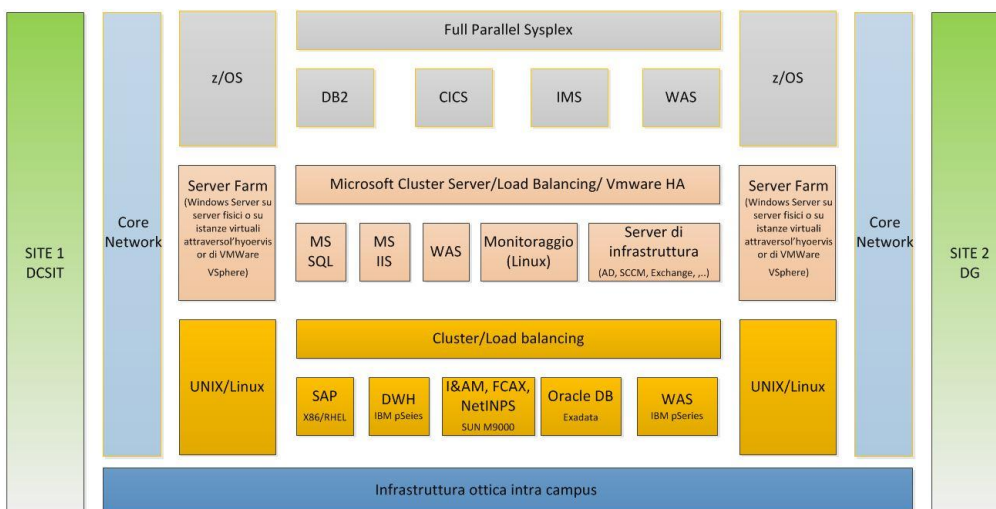 SITE 1
DCSIT
Core
Network
z/OS
Full Parallel Sysplex
DB2
CICS
IMS
WAS
z/OS
Server Farm
(Windows Server su
server fisici o su
istanze virtuali
attraversol’hyoervis
or di VMWare
VSphere)
Microsoft Cluster Server/Load Balancing/ Vmware HA
MS
SQL
MS
IIS
WAS
Monitoraggio
(Linux)
Server di
infrastruttura
(AD, SCCM, Exchange, ,..)
Server Farm
(Windows Server su
server fisici o su
istanze virtuali
attraversol’hyoervis
or di VMWare
VSphere)
UNIX/Linux
Cluster/Load balancing
SAP
X86/RHEL
DWH
IBM pSeies
I&AM, FCAX,
NetINPS
SUN M9000
Oracle DB
Exadata
WAS
IBM pSeries
UNIX/Linux
Core
Network
SITE 2
DG
Infrastruttura ottica intra campus